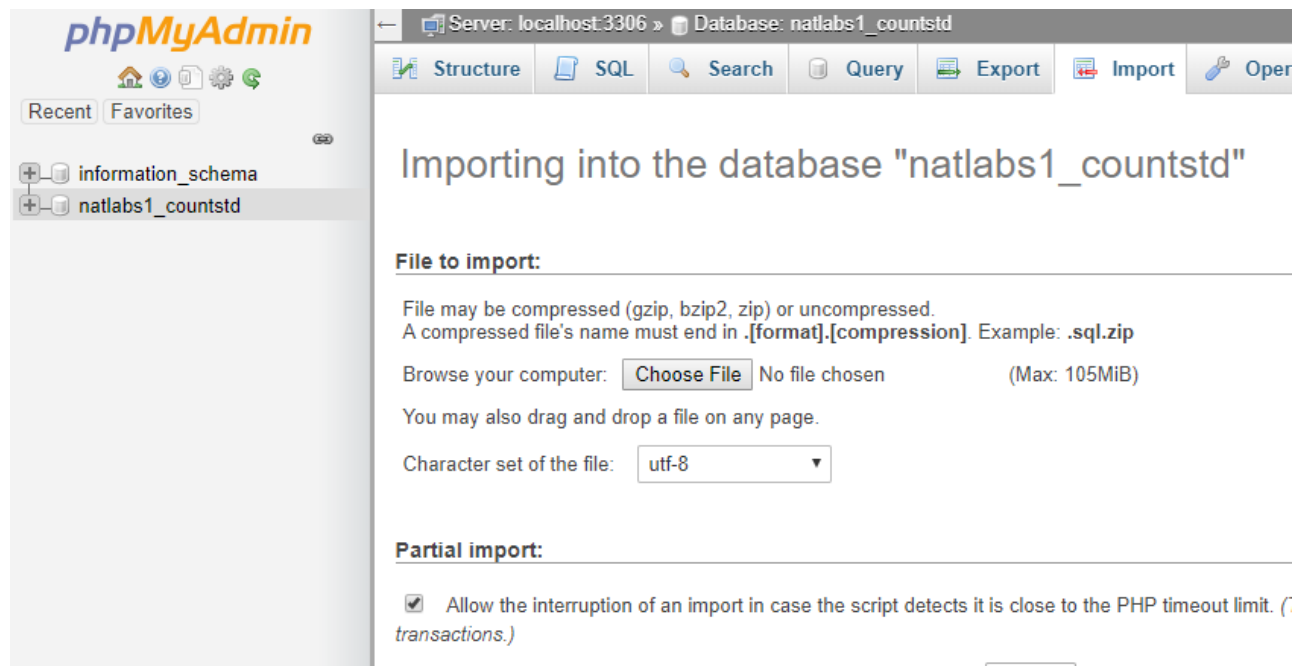 phpMyAdmin
Recent Favorites
information_schema
natlabs1_countstd
Server: localhost:3306 » Database: natlabs1_countstd
Structure SQL Search Query Export Import Oper
Importing into the database "natlabs1_countstd"
File to import:
File may be compressed (gzip, bzip2, zip) or uncompressed.
A compressed file's name must end in .[format].[compression]. Example: .sql.zip
Browse your computer: Choose File No file chosen (Max: 105MiB)
You may also drag and drop a file on any page.
Character set of the file: utf-8
Partial import:
Allow the interruption of an import in case the script detects it is close to the PHP timeout limit. (
transactions.)